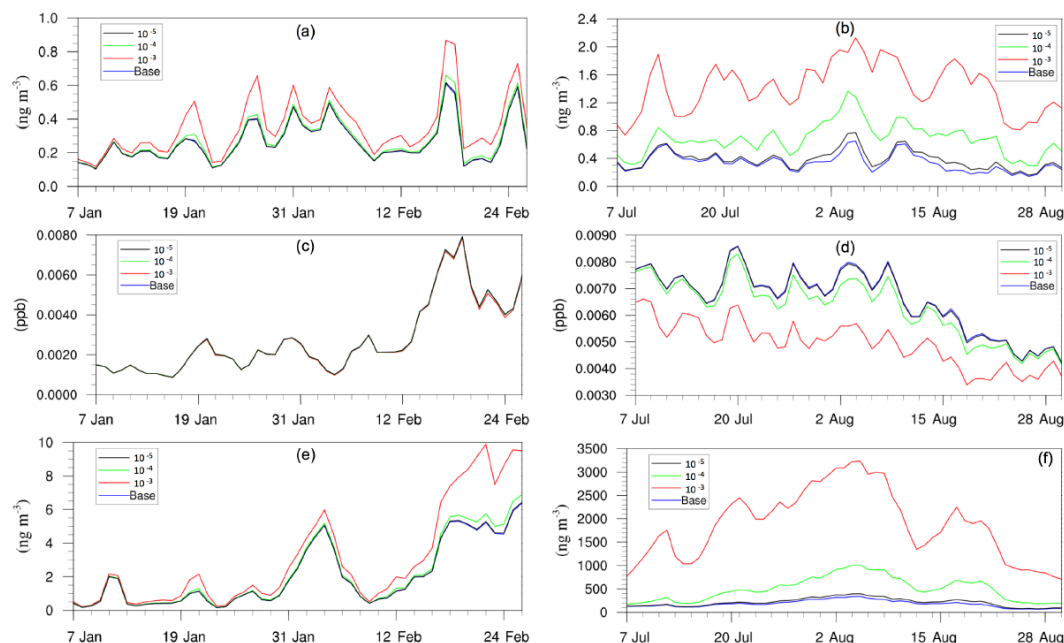 (a)
(ng m⁻³)
1.0
0.8
0.6
0.4
0.2
0.0
10⁻⁵
10⁻⁴
10⁻³
Base
7 Jan 19 Jan 31 Jan 12 Feb 24 Feb
(b)
(ng m⁻³)
2.4
2.0
1.6
1.2
0.8
0.4
0.0
10⁻⁵
10⁻⁴
10⁻³
Base
7 Jul 20 Jul 2 Aug 15 Aug 28 Aug
(c)
(ppb)
0.0080
0.0060
0.0040
0.0020
0.0000
10⁻⁵
10⁻⁴
10⁻³
Base
7 Jan 19 Jan 31 Jan 12 Feb 24 Feb
(d)
(ppb)
0.0090
0.0080
0.0070
0.0060
0.0050
0.0040
0.0030
10⁻⁵
10⁻⁴
10⁻³
Base
7 Jul 20 Jul 2 Aug 15 Aug 28 Aug
(e)
(ng m⁻³)
10
8
6
4
2
0
10⁻⁵
10⁻⁴
10⁻³
Base
7 Jan 19 Jan 31 Jan 12 Feb 24 Feb
(f)
(ng m⁻³)
3500
3000
2500
2000
1500
1000
500
0
10⁻⁵
10⁻⁴
10⁻³
Base
7 Jul 20 Jul 2 Aug 15 Aug 28 Aug